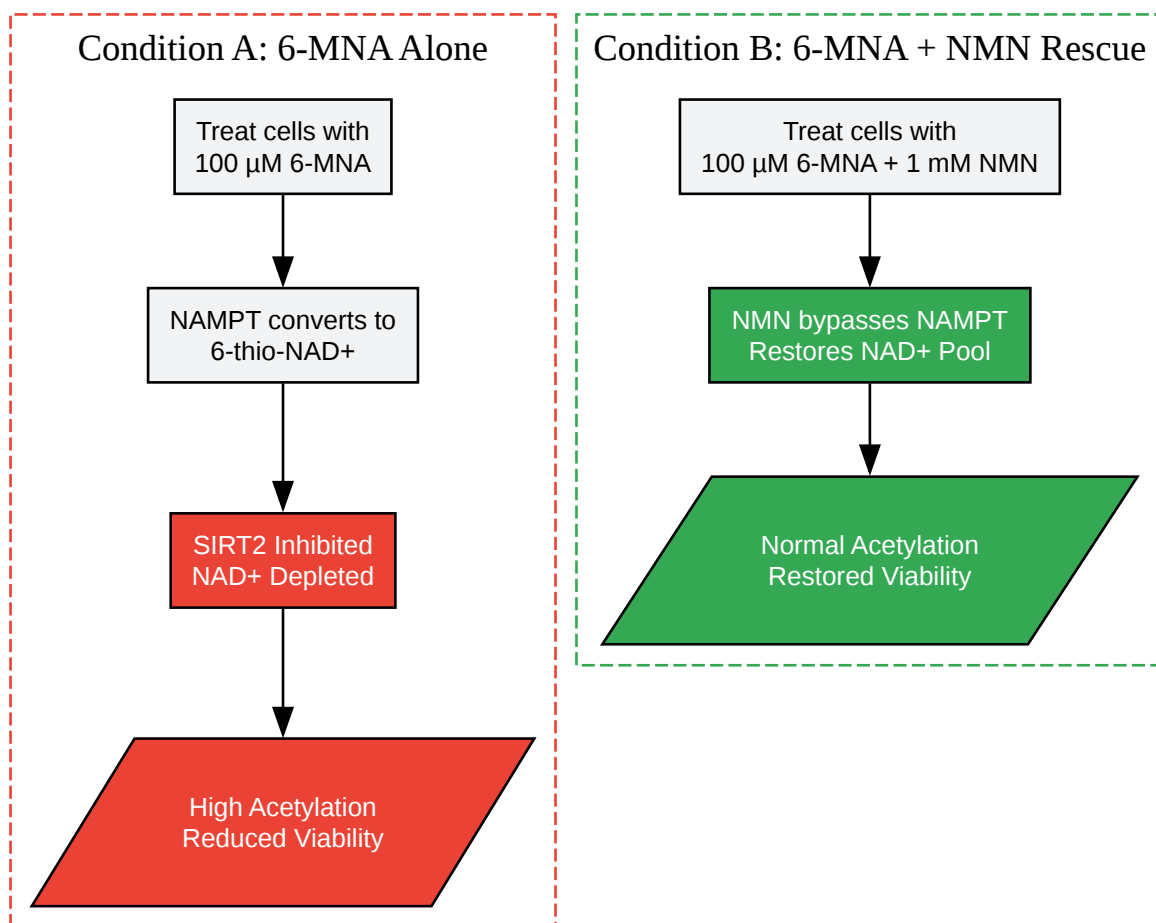 Condition A: 6-MNA Alone
Treat cells with
100 µM 6-MNA
NAMPT converts to
6-thio-NAD+
SIRT2 Inhibited
NAD+ Depleted
High Acetylation
Reduced Viability
Condition B: 6-MNA + NMN Rescue
Treat cells with
100 µM 6-MNA + 1 mM NMN
NMN bypasses NAMPT
Restores NAD+ Pool
Normal Acetylation
Restored Viability